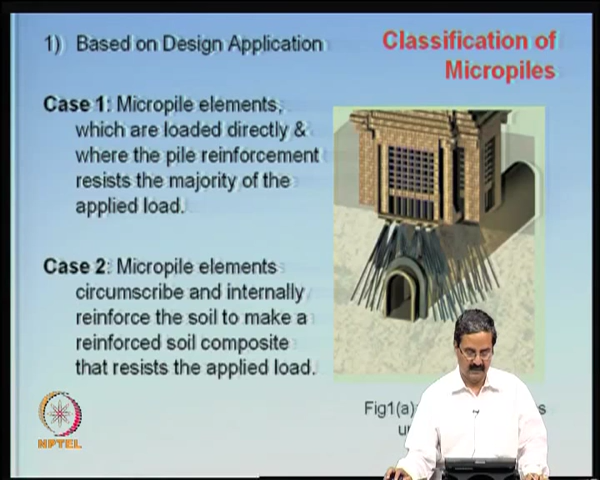 1) Based on Design Application
Classification of
Micropiles
Case 1: Micropile elements,
which are loaded directly &
where the pile reinforcement
resists the majority of the
applied load.
Case 2: Micropile elements
circumscribe and internally
reinforce the soil to make a
reinforced soil composite
that resists the applied load.
Fig1(a)
NPTEL